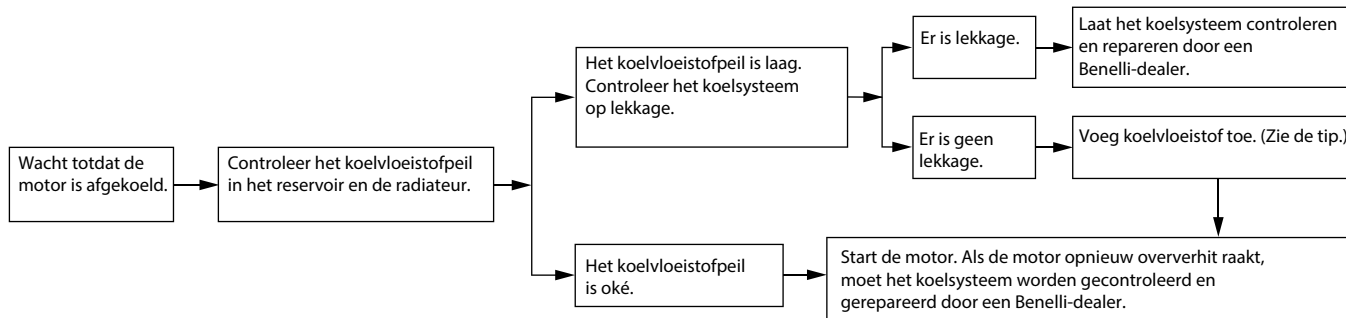 Wacht totdat de
motor is afgekoeld.
Controleer het koelvloeistofpeil
in het reservoir en de radiateur.
Het koelvloeistofpeil is laag.
Controleer het koelsysteem
op lekkage.
Er is lekkage.
Laat het koelsysteem controleren
en repareren door een
Benelli-dealer.
Er is geen
lekkage.
Voeg koelvloeistof toe. (Zie de tip.)
Het koelvloeistofpeil
is oké.
Start de motor. Als de motor opnieuw oververhit raakt,
moet het koelsysteem worden gecontroleerd en
gerepareerd door een Benelli-dealer.